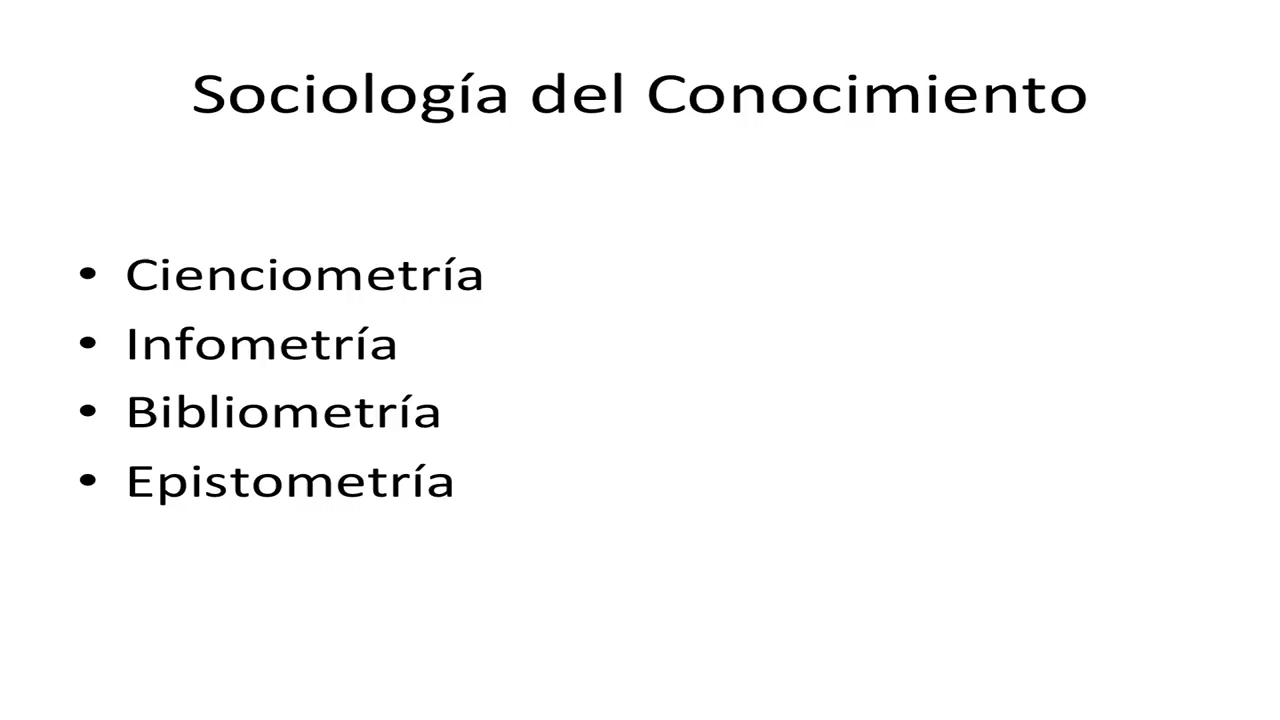 Sociología del Conocimiento
• Cienciometría
• Infometría
• Bibliometría
• Epistometría